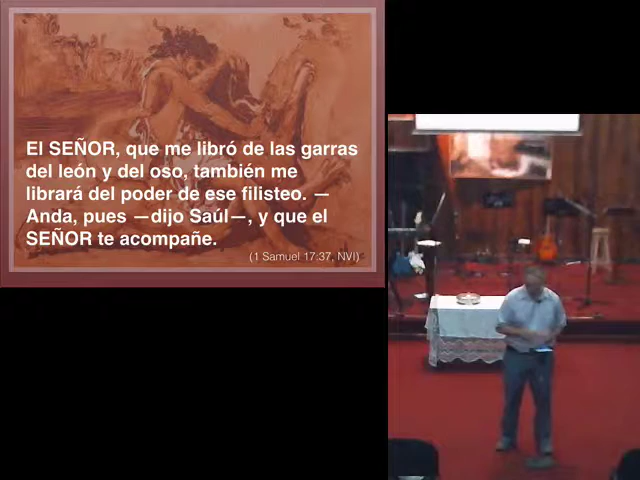 El SEÑOR, que me libró de las garras
del león y del oso, también me
librará del poder de ese filisteo. —
Anda, pues —dijo Saúl—, y que el
SEÑOR te acompañe.
(1 Samuel 17:37, NVI)